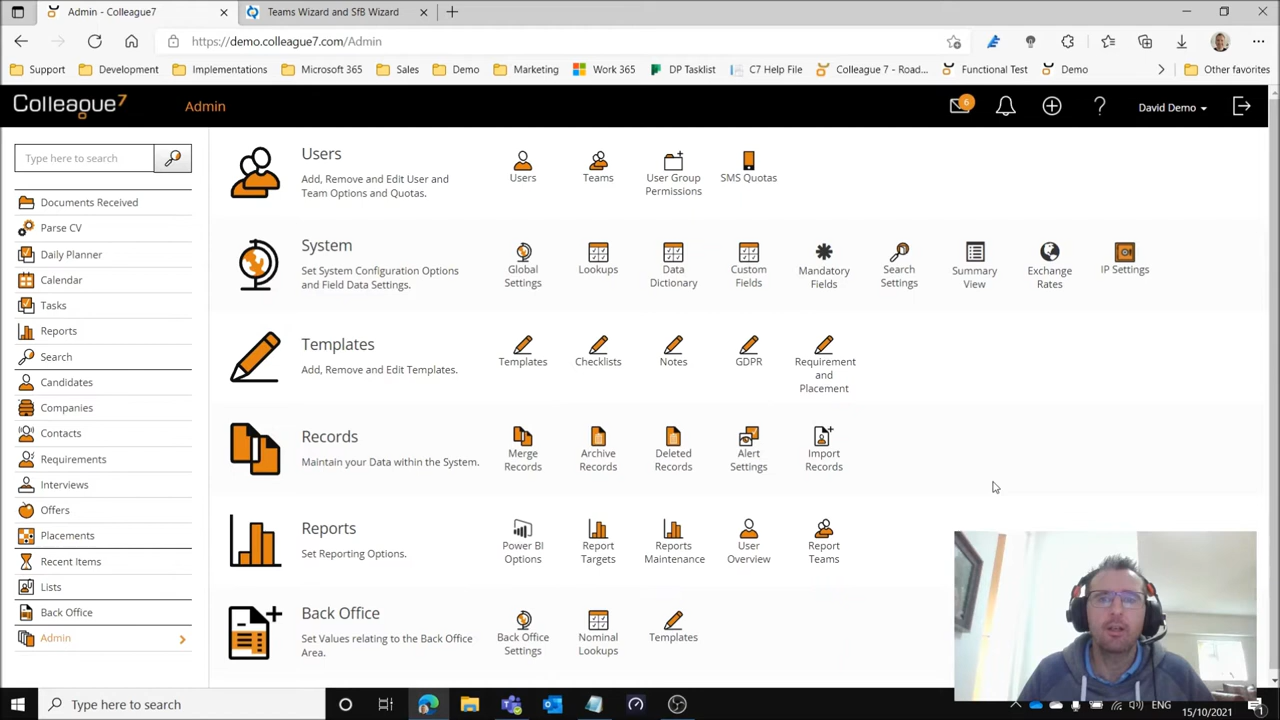 Admin - Colleague7
Teams Wizard and SfB Wizard
https://demo.colleague7.com/Admin
Support
Development
Implementations
Microsoft 365
Sales
Demo
Marketing
Work 365
DP Tasklist
C7 Help File
Colleague 7 - Road...
Functional Test
Demo
Other favorites
Colleague7
Admin
6
?
David Demo
Type here to search
Documents Received
Parse CV
Daily Planner
Calendar
Tasks
Reports
Search
Candidates
Companies
Contacts
Requirements
Interviews
Offers
Placements
Recent Items
Lists
Back Office
Admin
Users
Add, Remove and Edit User and
Team Options and Quotas.
Users
Teams
User Group
Permissions
SMS Quotas
System
Set System Configuration Options
and Field Data Settings.
Global
Settings
Lookups
Data
Dictionary
Custom
Fields
Mandatory
Fields
Search
Settings
Summary
View
Exchange
Rates
IP Settings
Templates
Add, Remove and Edit Templates.
Templates
Checklists
Notes
GDPR
Requirement
and
Placement
Records
Maintain your Data within the System.
Merge
Records
Archive
Records
Deleted
Records
Alert
Settings
Import
Records
Reports
Set Reporting Options.
Power BI
Options
Report
Targets
Reports
Maintenance
User
Overview
Report
Teams
Back Office
Set Values relating to the Back Office
Area.
Back Office
Settings
Nominal
Lookups
Templates
Type here to search
ENG
15/10/2021